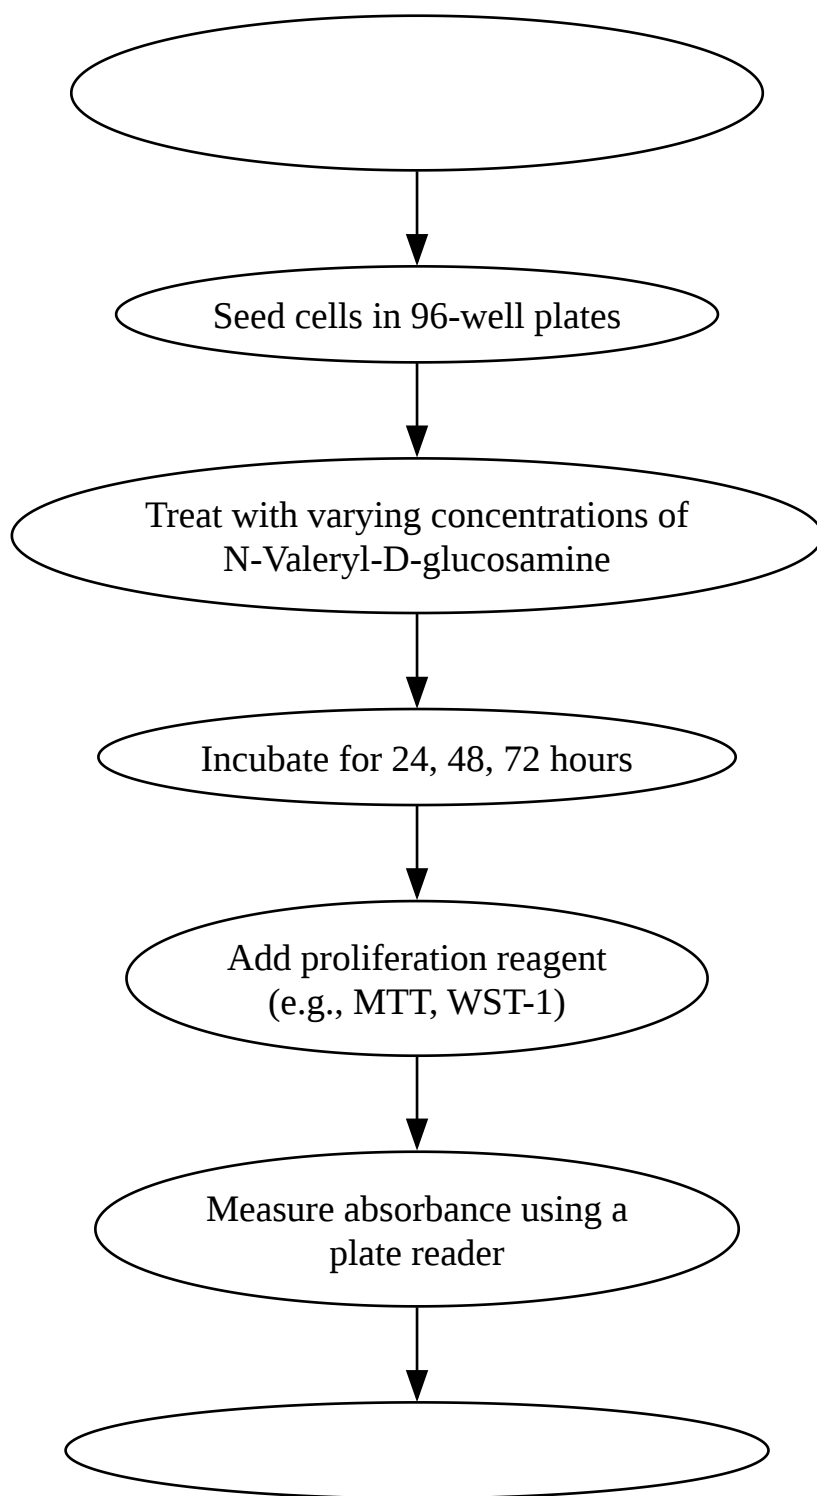 Seed cells in 96-well plates
Treat with varying concentrations of
N-Valeryl-D-glucosamine
Incubate for 24, 48, 72 hours
Add proliferation reagent
(e.g., MTT, WST-1)
Measure absorbance using a
plate reader